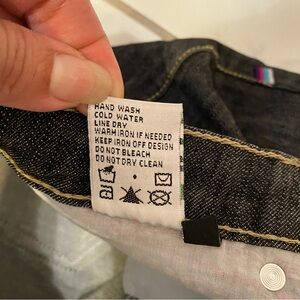 HAND WASH
COLD WATER
LINE DRY
WARM IRON IF NEEDED
KEEP IRON OFF DESIGN
DO NOT BLEACH
DO NOT DRY CLEAN